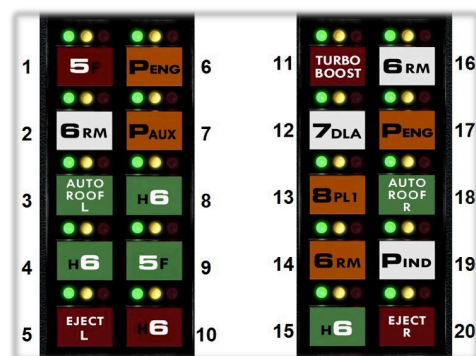 1 5F PENG 6
2 6RM PAUX 7
3 AUTO
ROOF
L
H6 8
4 H6 5F 9
5 EJECT
L
H6 10
11 TURBO
BOOST
6RM 16
12 7DLA PENG 17
13 8PL1 AUTO
ROOF
R
18
14 6RM PIND 19
15 H6 EJECT
R
20